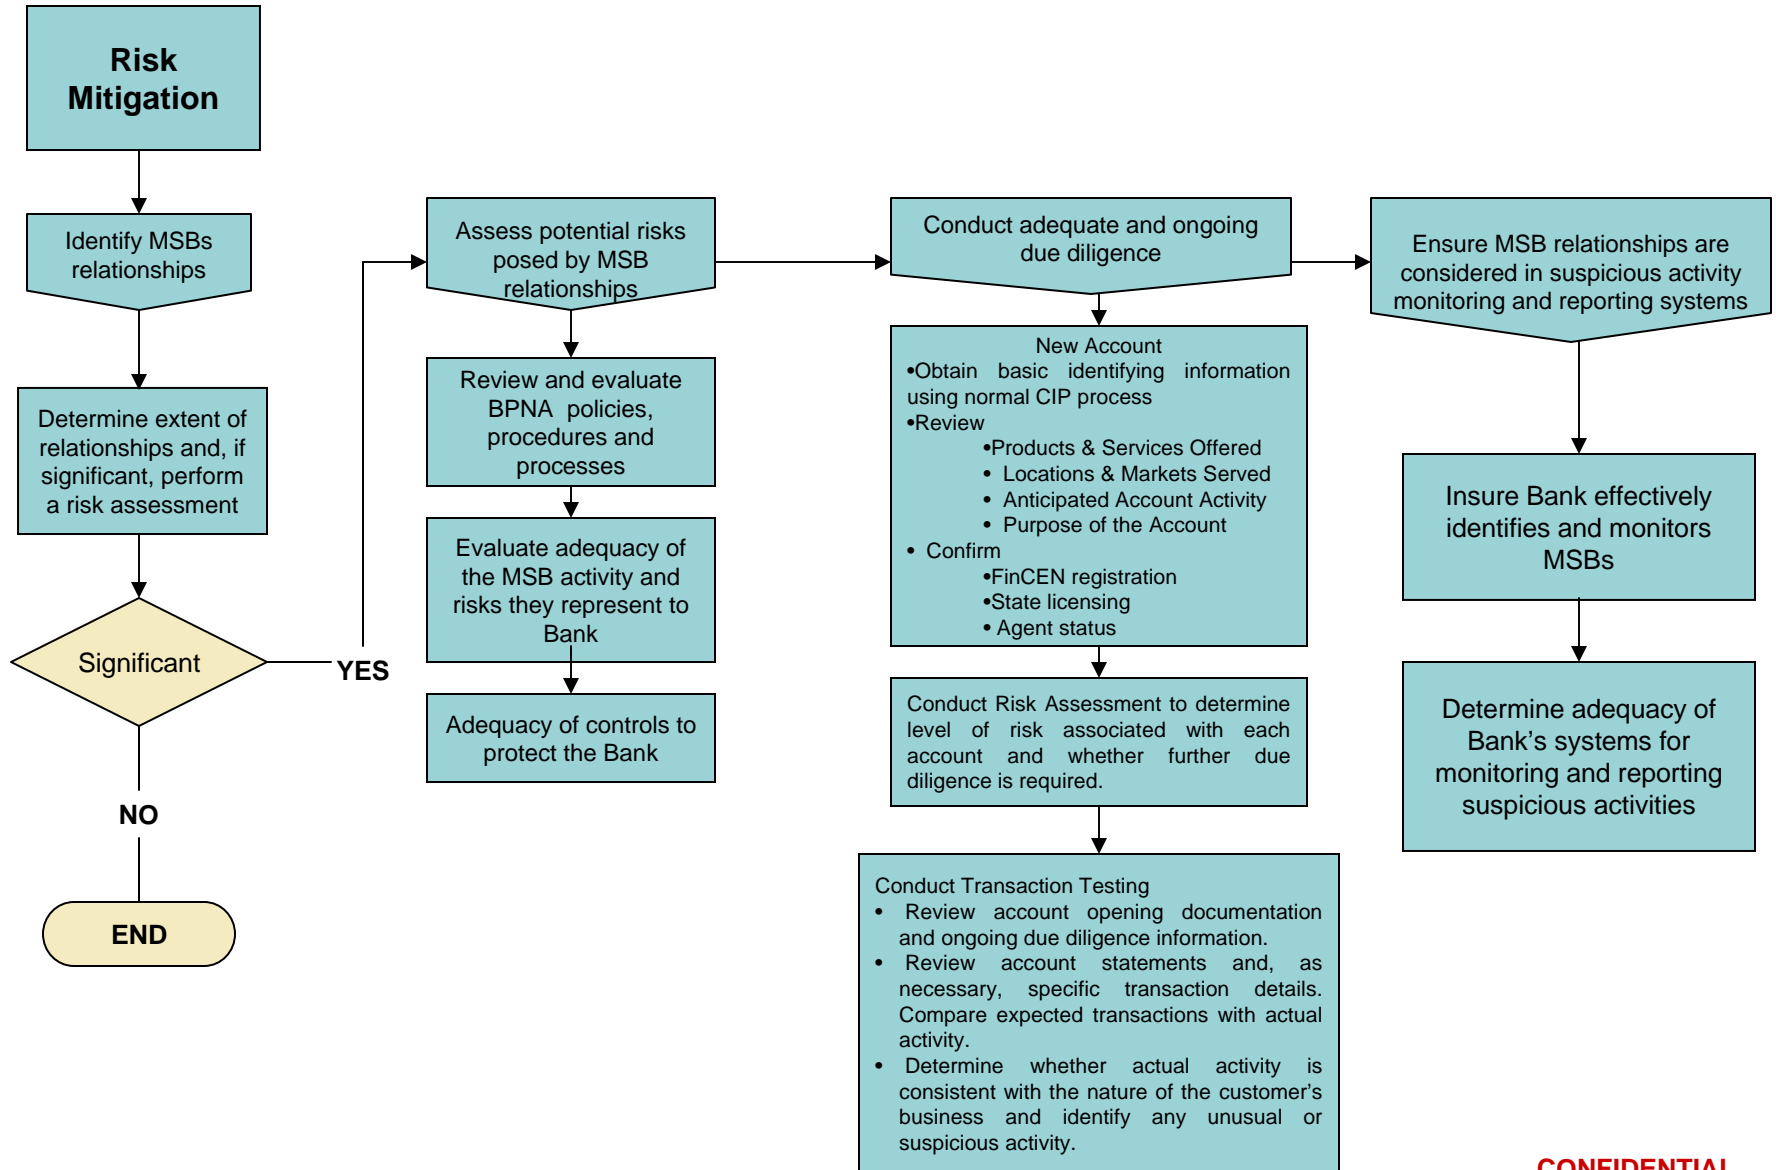 Risk
Mitigation
Identify MSBs
relationships
Determine extent of
relationships and, if
significant, perform
a risk assessment
Significant
YES
NO
END
Assess potential risks
posed by MSB
relationships
Review and evaluate
BPNA policies,
procedures and
processes
Evaluate adequacy of
the MSB activity and
risks they represent to
Bank
Adequacy of controls to
protect the Bank
Conduct adequate and ongoing
due diligence
New Account
•Obtain basic identifying information
using normal CIP process
•Review
•Products & Services Offered
• Locations & Markets Served
• Anticipated Account Activity
• Purpose of the Account
• Confirm
•FinCEN registration
•State licensing
• Agent status
Conduct Risk Assessment to determine
level of risk associated with each
account and whether further due
diligence is required.
Conduct Transaction Testing
• Review account opening documentation
and ongoing due diligence information.
• Review account statements and, as
necessary, specific transaction details.
Compare expected transactions with actual
activity.
• Determine whether actual activity is
consistent with the nature of the customer’s
business and identify any unusual or
suspicious activity.
Ensure MSB relationships are
considered in suspicious activity
monitoring and reporting systems
Insure Bank effectively
identifies and monitors
MSBs
Determine adequacy of
Bank’s systems for
monitoring and reporting
suspicious activities
CONFIDENTIAL